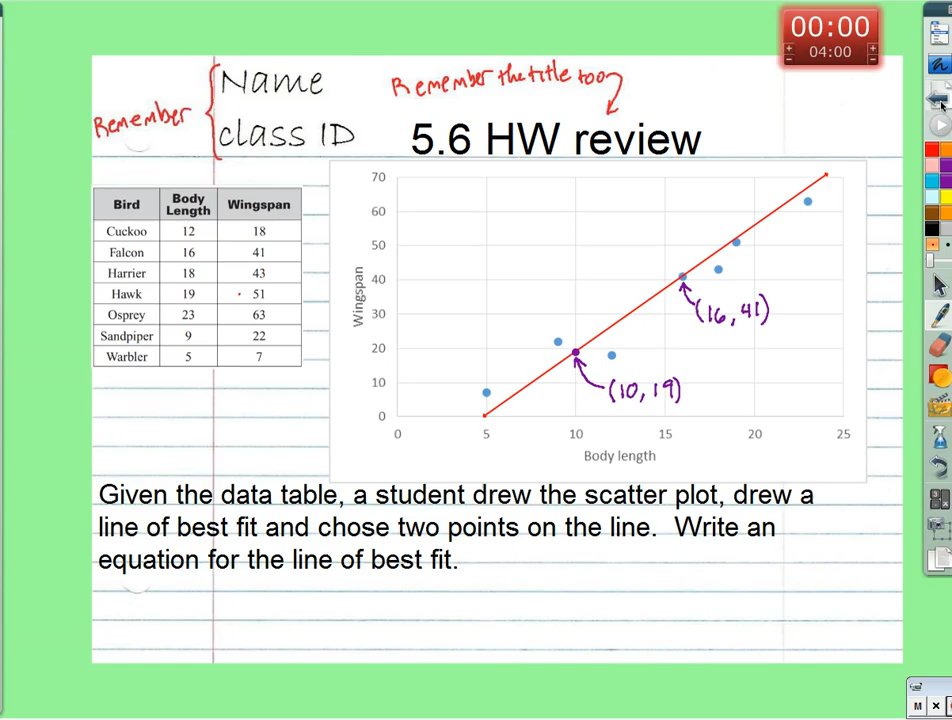 00:00
04:00
Remember
Name
class ID
Remember the title too
5.6 HW review
Bird Body Length Wingspan
Cuckoo 12 18
Falcon 16 41
Harrier 18 43
Hawk 19 51
Osprey 23 63
Sandpiper 9 22
Warbler 5 7
70
60
50
40
30
20
10
0
Wingspan
(16, 41)
(10, 19)
0 5 10 15 20 25
Body length
Given the data table, a student drew the scatter plot, drew a
line of best fit and chose two points on the line. Write an
equation for the line of best fit.
M